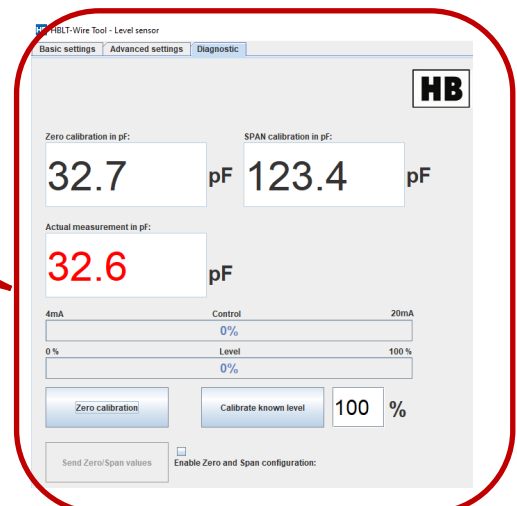 HBLT-Wire Tool - Level sensor
Basic settings Advanced settings Diagnostic
HB
Zero calibration in pF: SPAN calibration in pF:
32.7 pF 123.4 pF
Actual measurement in pF:
32.6 pF
4mA Control 20mA
0%
0 % Level 100 %
0%
Zero calibration Calibrate known level 100 %
Send Zero/Span values Enable Zero and Span configuration: